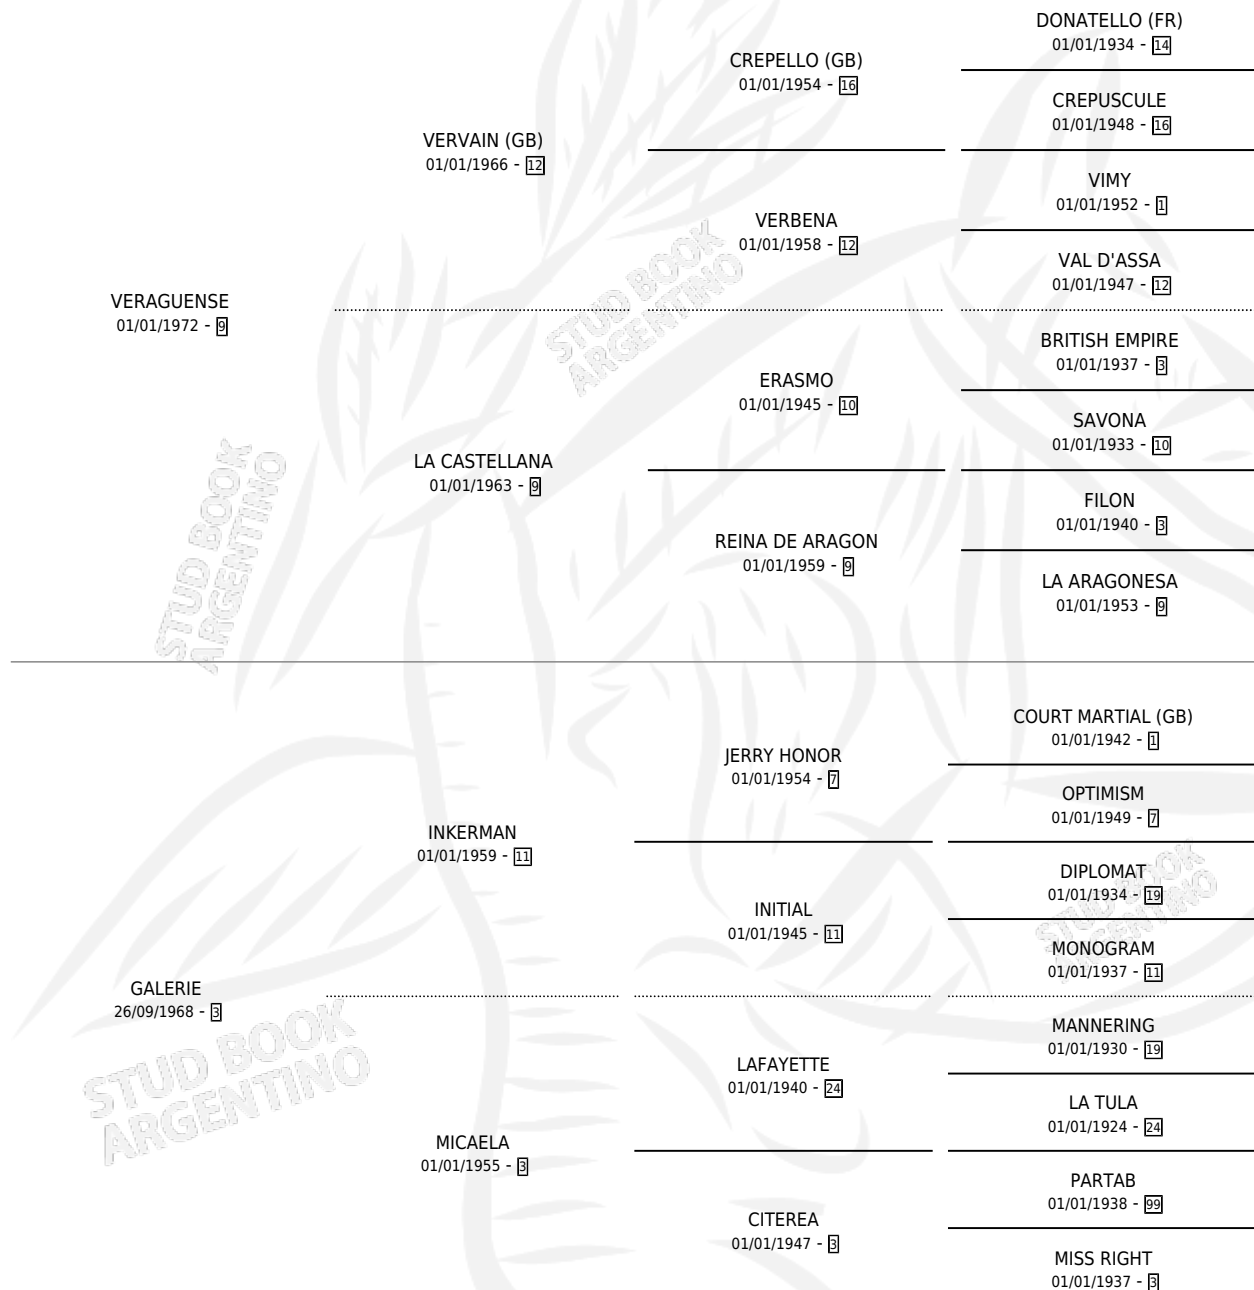 DONATELLO (FR)
01/01/1934 - 14
CREPELLO (GB)
01/01/1954 - 16
CREPUSCULE
01/01/1948 - 16
VERVAIN (GB)
01/01/1966 - 12
VIMY
01/01/1952 - 1
VERBENA
01/01/1958 - 12
VAL D'ASSA
01/01/1947 - 12
VERAGUENSE
01/01/1972 - 9
BRITISH EMPIRE
01/01/1937 - 3
ERASMO
01/01/1945 - 10
SAVONA
01/01/1933 - 10
LA CASTELLANA
01/01/1963 - 9
FILON
01/01/1940 - 3
REINA DE ARAGON
01/01/1959 - 9
LA ARAGONESA
01/01/1953 - 9
COURT MARTIAL (GB)
01/01/1942 - 1
JERRY HONOR
01/01/1954 - 7
OPTIMISM
01/01/1949 - 7
INKERMAN
01/01/1959 - 11
DIPLOMAT
01/01/1934 - 19
INITIAL
01/01/1945 - 11
MONOGRAM
01/01/1937 - 11
GALERIE
26/09/1968 - 3
MANNERING
01/01/1930 - 19
LAFAYETTE
01/01/1940 - 24
LA TULA
01/01/1924 - 24
MICAELA
01/01/1955 - 3
PARTAB
01/01/1938 - 99
CITEREA
01/01/1947 - 3
MISS RIGHT
01/01/1937 - 3
STUD BOOK
ARGENTINO
STUD BOOK
ARGENTINO
STUD BOOK
ARGENTINO
STUD BOOK
ARGENTINO